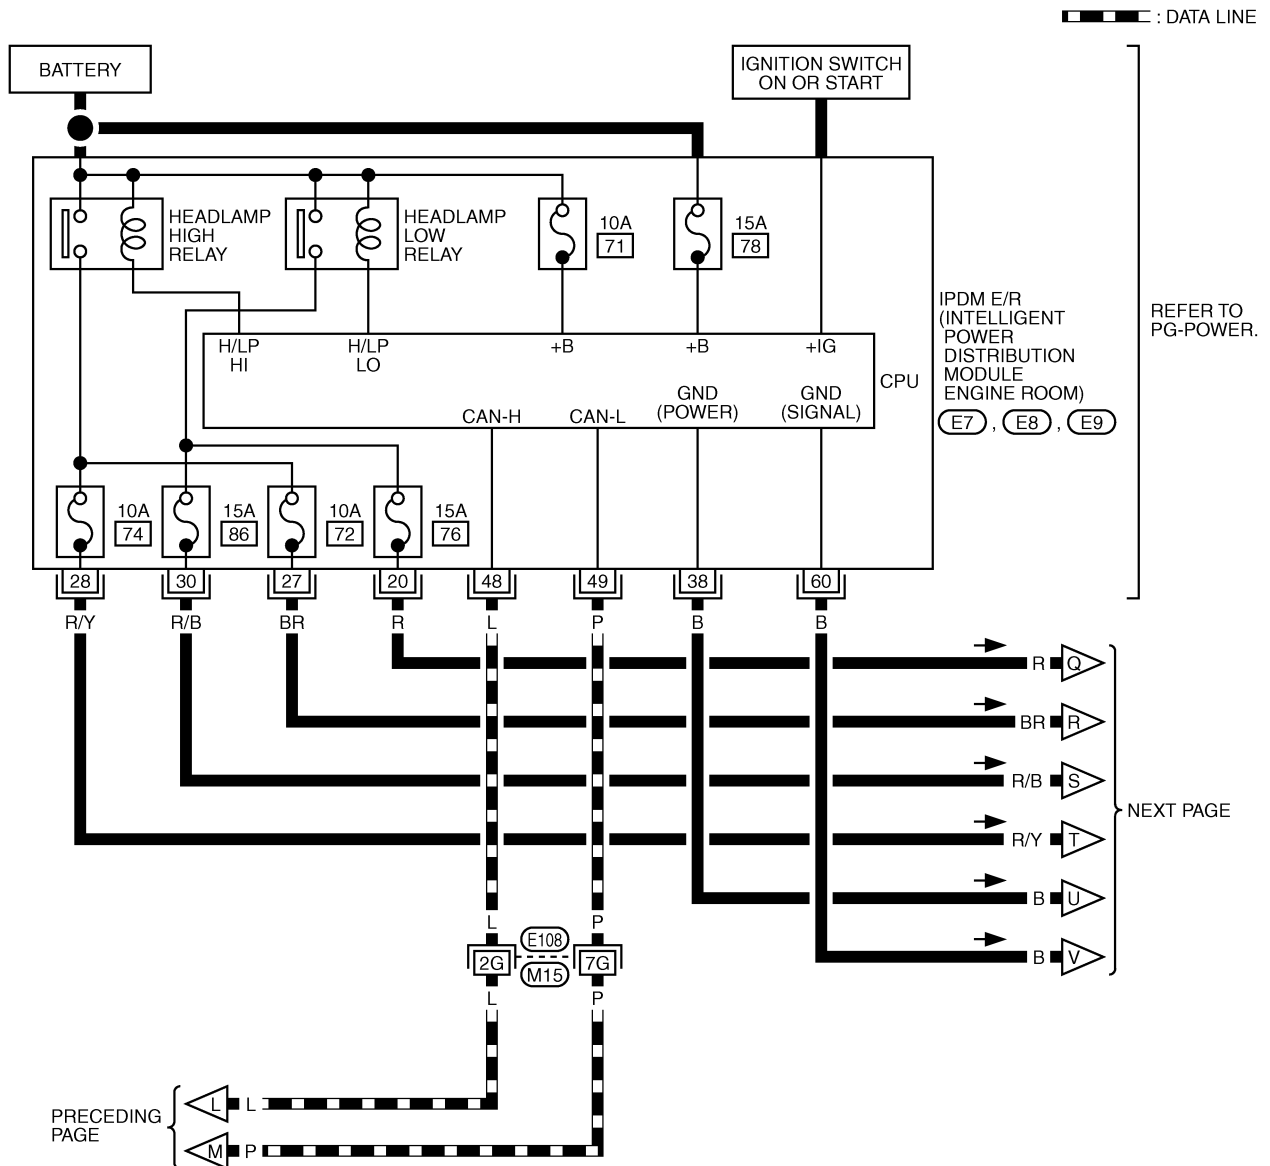 : DATA LINE
BATTERY
IGNITION SWITCH
ON OR START
HEADLAMP
HIGH
RELAY
HEADLAMP
LOW
RELAY
10A
71
15A
78
IPDM E/R
(INTELLIGENT
POWER
DISTRIBUTION
MODULE
ENGINE ROOM)
E7 , E8 , E9
REFER TO
PG-POWER.
H/LP
HI
H/LP
LO
+B
+B
+IG
CPU
CAN-H
CAN-L
GND
(POWER)
GND
(SIGNAL)
10A
74
15A
86
10A
72
15A
76
28 30 27 20 48 49 38 60
R/Y R/B BR R L P B B
R Q
BR R
R/B S
R/Y T
B U
B V
NEXT PAGE
L P
E108
2G 7G
M15
L P
PRECEDING
PAGE
L L
M P